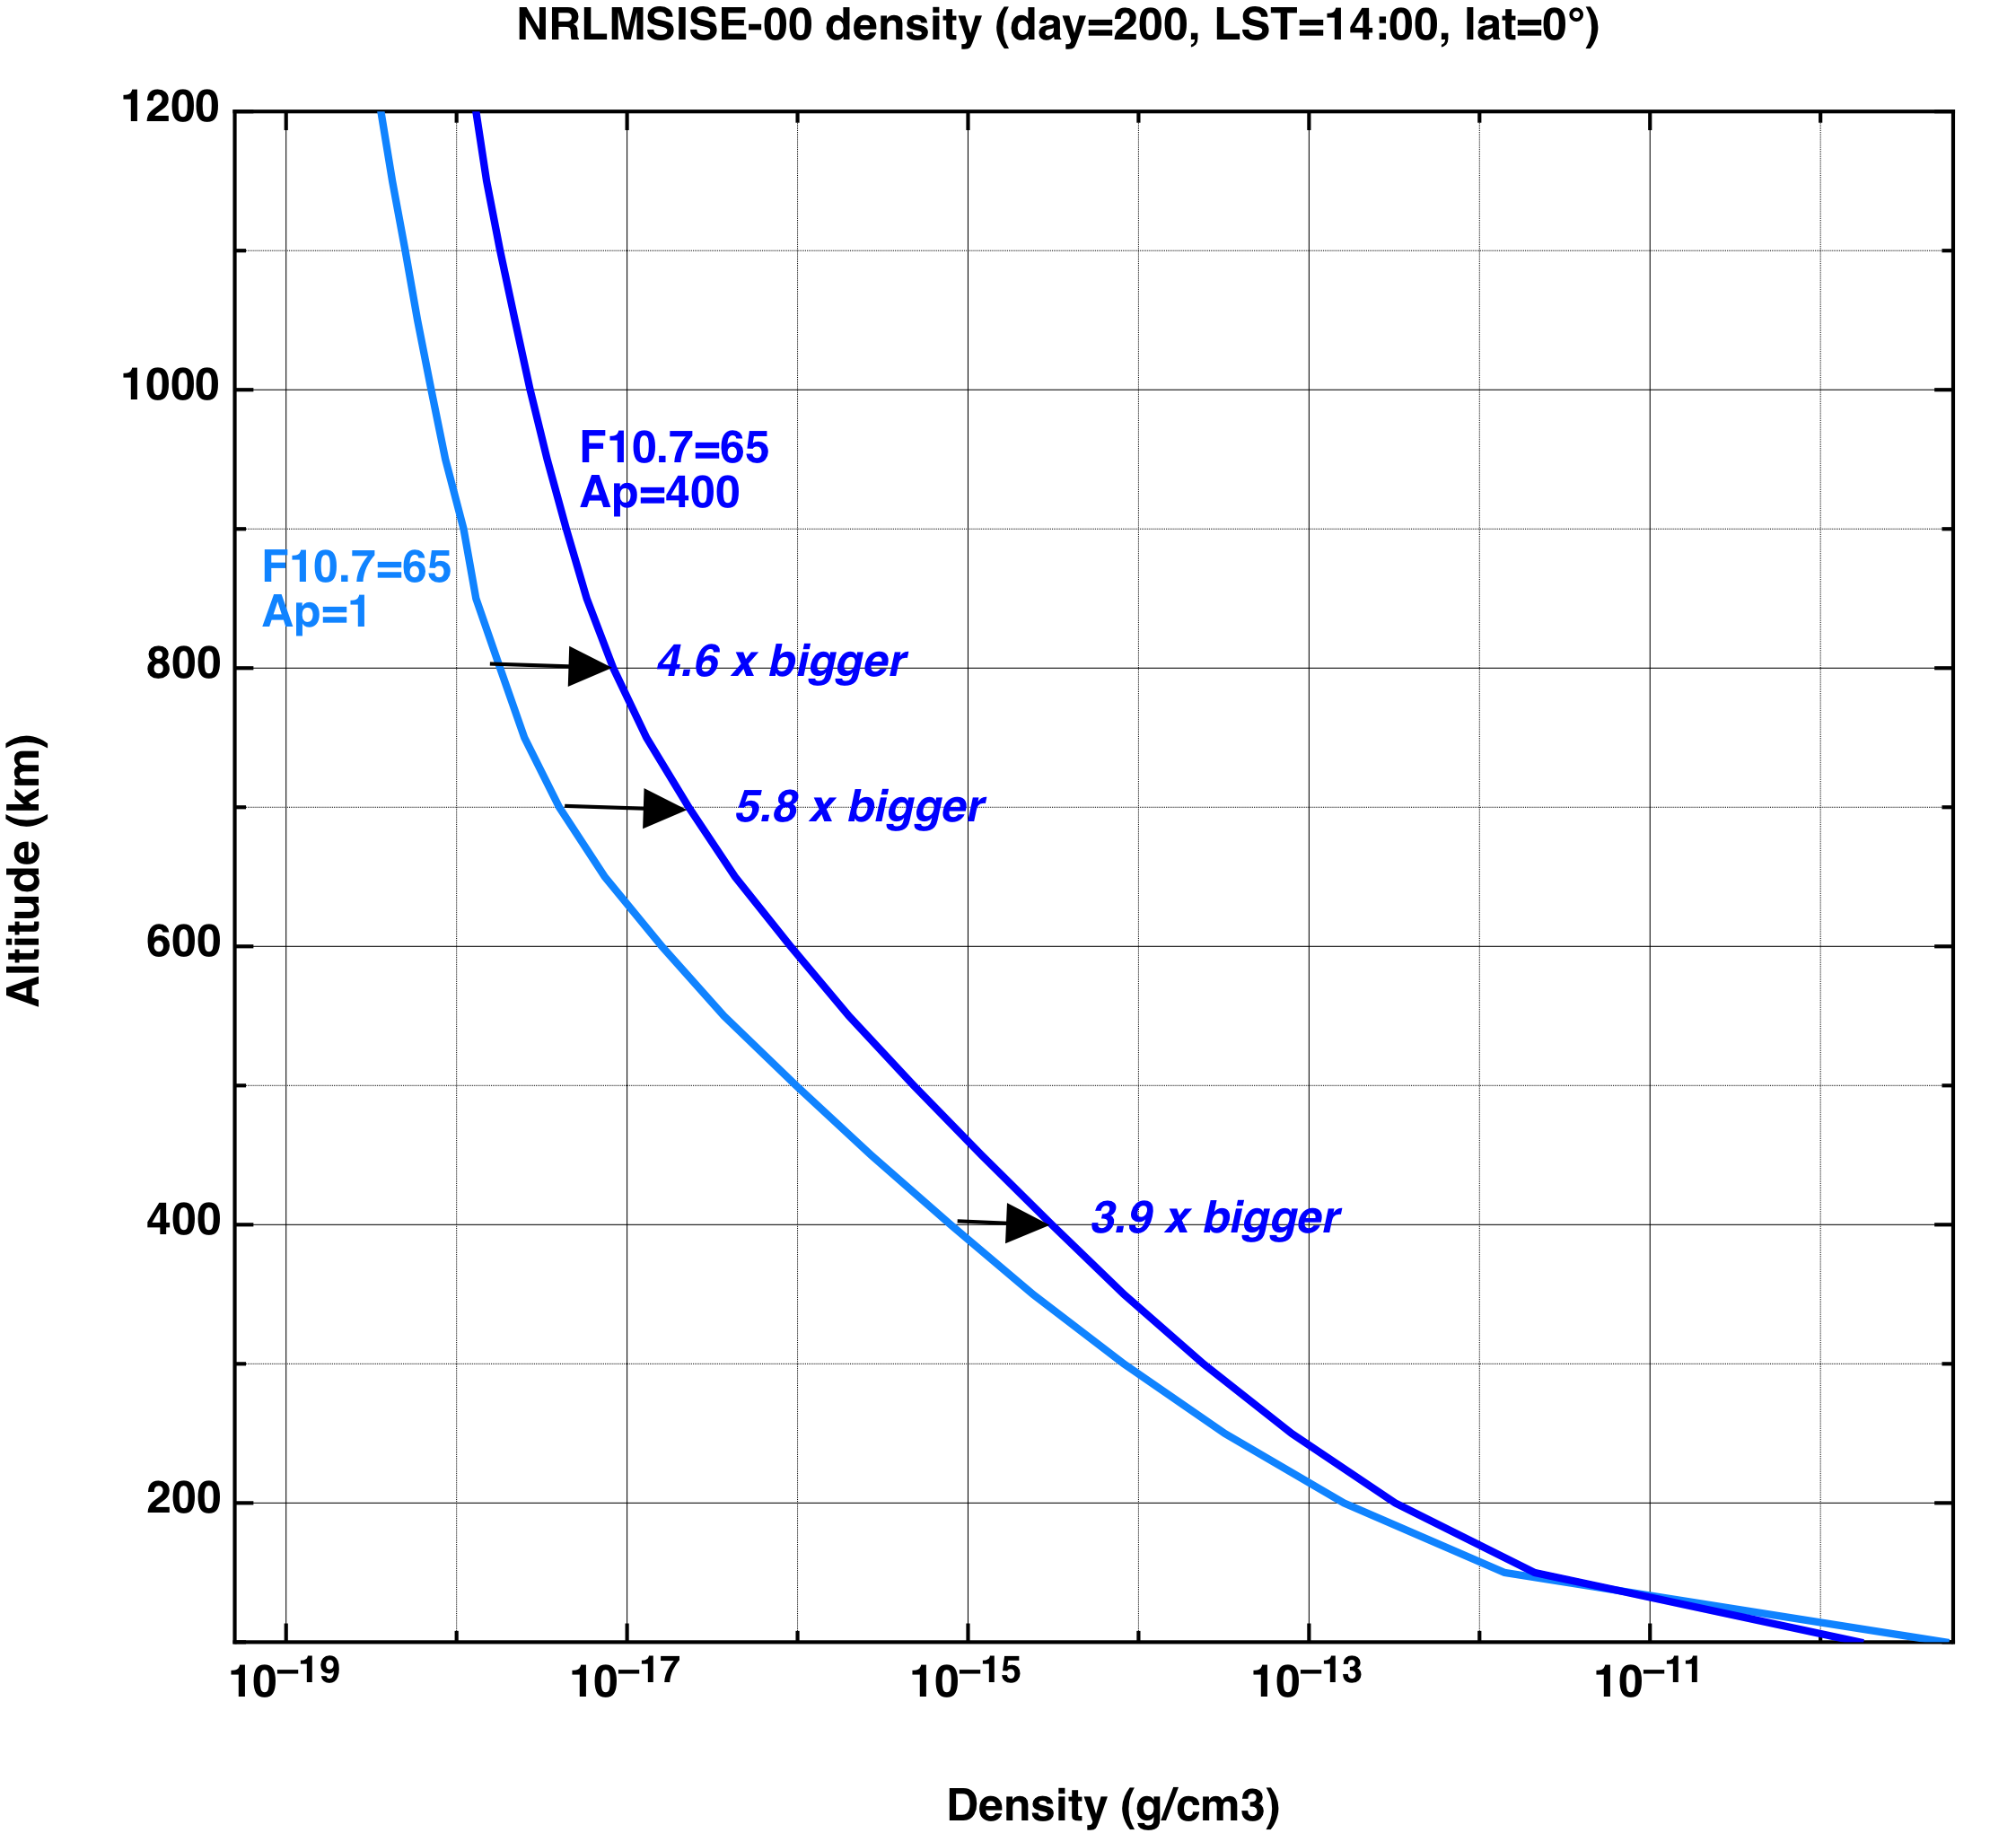 NRLMSISE-00 density (day=200, LST=14:00, lat=0°)
1200
1000
F10.7=65
Ap=400
F10.7=65
Ap=1
800
4.6 x bigger
5.8 x bigger
Altitude (km)
600
400
3.9 x bigger
200
10−19
10−17
10−15
10−13
10−11
Density (g/cm3)